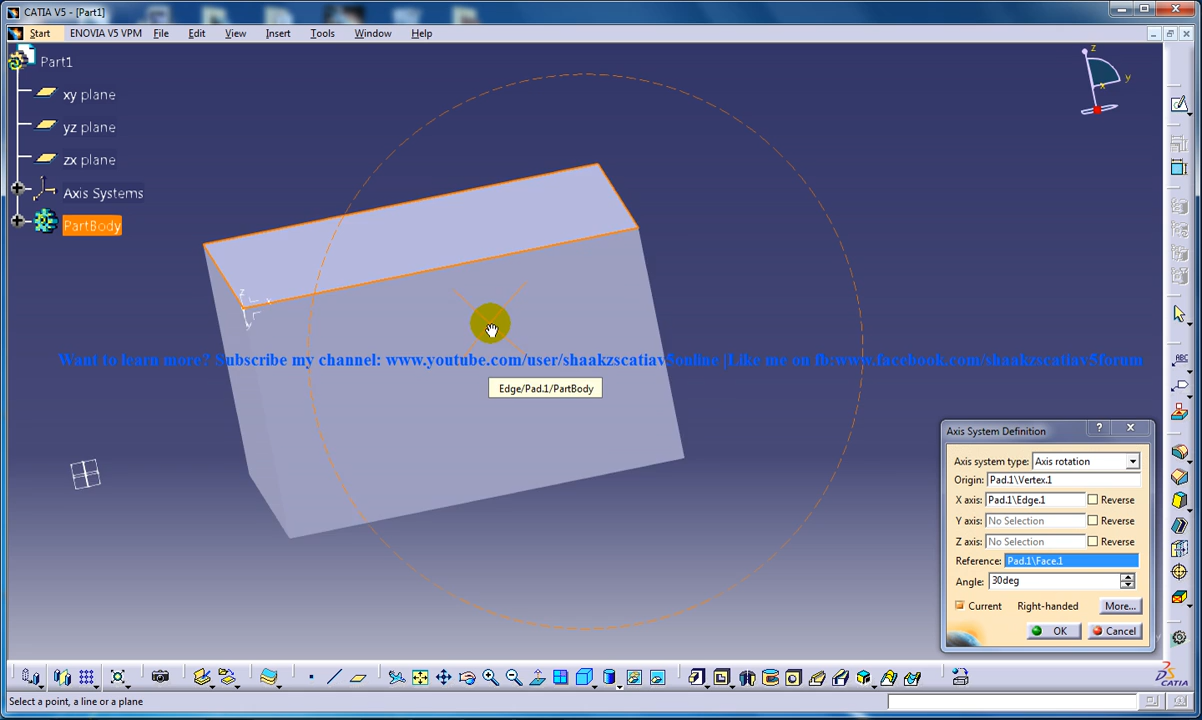 CATIA V5 - [Part1]
Start ENOVIA V5 VPM File Edit View Insert Tools Window Help
Part1
xy plane
yz plane
zx plane
Axis Systems
PartBody
z
y
x
z
x
y
Want to learn more? Subscribe my channel: www.youtube.com/user/shaakzscatiav5online |Like me on fb:www.facebook.com/shaakzscatiav5forum
Edge/Pad.1/PartBody
ABC
Axis System Definition
Axis system type: Axis rotation
Origin: Pad.1\Vertex.1
X axis: Pad.1\Edge.1 Reverse
Y axis: No Selection Reverse
Z axis: No Selection Reverse
Reference: Pad.1\Face.1
Angle: 30deg
Current Right-handed More...
OK Cancel
CATIA
Select a point, a line or a plane